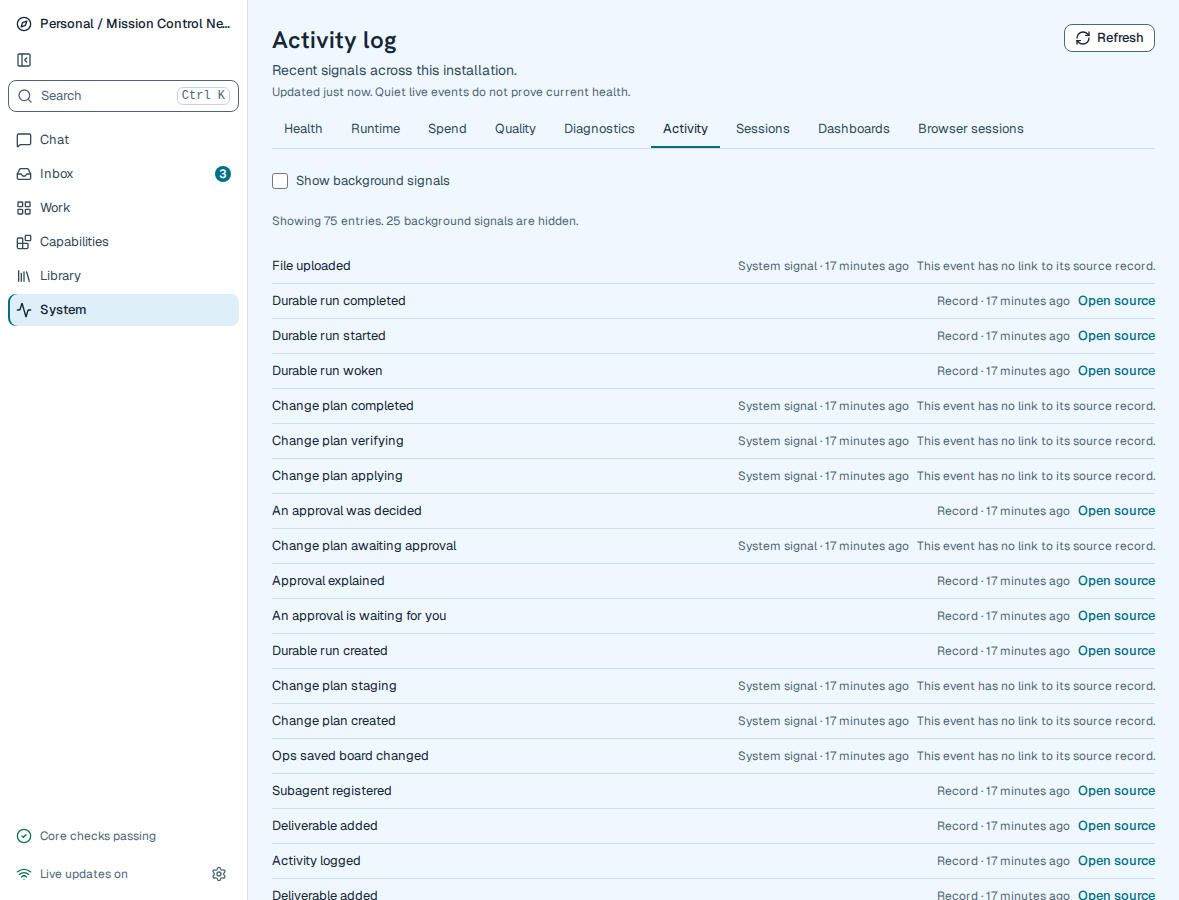 Personal / Mission Control Ne…
Search Ctrl K
Chat
Inbox 3
Work
Capabilities
Library
System
Core checks passing
Live updates on
Activity log
Refresh
Recent signals across this installation.
Updated just now. Quiet live events do not prove current health.
Health Runtime Spend Quality Diagnostics Activity Sessions Dashboards Browser sessions
Show background signals
Showing 75 entries. 25 background signals are hidden.
File uploaded System signal · 17 minutes ago This event has no link to its source record.
Durable run completed Record · 17 minutes ago Open source
Durable run started Record · 17 minutes ago Open source
Durable run woken Record · 17 minutes ago Open source
Change plan completed System signal · 17 minutes ago This event has no link to its source record.
Change plan verifying System signal · 17 minutes ago This event has no link to its source record.
Change plan applying System signal · 17 minutes ago This event has no link to its source record.
An approval was decided Record · 17 minutes ago Open source
Change plan awaiting approval System signal · 17 minutes ago This event has no link to its source record.
Approval explained Record · 17 minutes ago Open source
An approval is waiting for you Record · 17 minutes ago Open source
Durable run created Record · 17 minutes ago Open source
Change plan staging System signal · 17 minutes ago This event has no link to its source record.
Change plan created System signal · 17 minutes ago This event has no link to its source record.
Ops saved board changed System signal · 17 minutes ago This event has no link to its source record.
Subagent registered Record · 17 minutes ago Open source
Deliverable added Record · 17 minutes ago Open source
Activity logged Record · 17 minutes ago Open source
Deliverable added Record · 17 minutes ago Open source